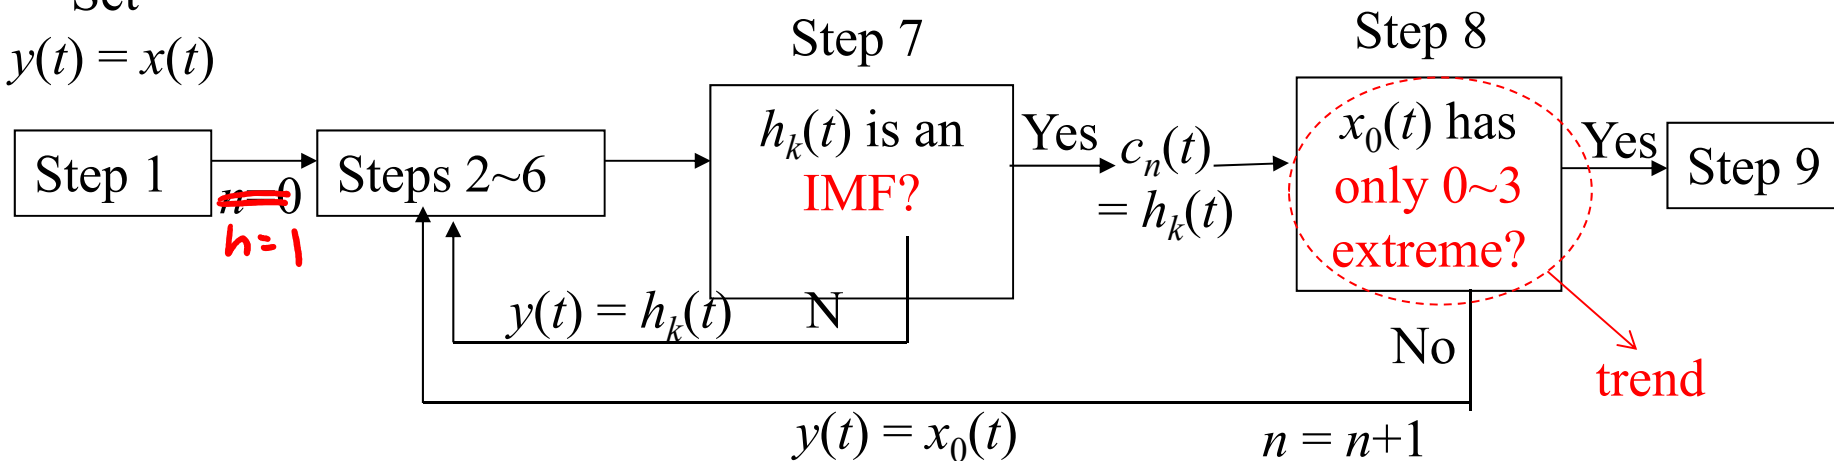 Set
y(t) = x(t)
Step 1
n=0
n=1
Steps 2~6
Step 7
h_k(t) is an
IMF?
Yes
N
y(t) = h_k(t)
c_n(t)
= h_k(t)
Step 8
x_0(t) has
only 0~3
extreme?
Yes
Step 9
No
trend
y(t) = x_0(t)
n = n+1